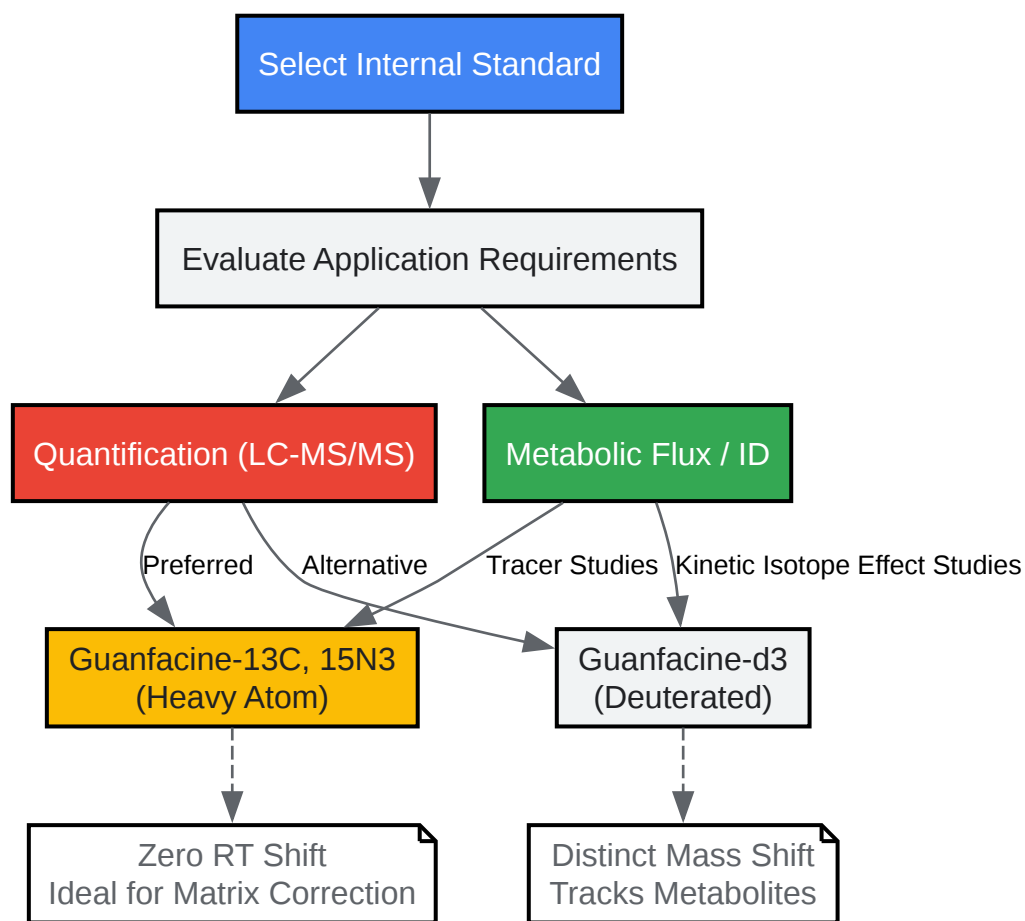 Select Internal Standard
Evaluate Application Requirements
Quantification (LC-MS/MS)
Metabolic Flux / ID
Preferred
Alternative
Tracer Studies
Kinetic Isotope Effect Studies
Guanfacine-13C, 15N3
(Heavy Atom)
Guanfacine-d3
(Deuterated)
Zero RT Shift
Ideal for Matrix Correction
Distinct Mass Shift
Tracks Metabolites